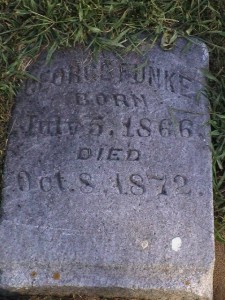 GEORGE FUNKE
BORN
July 5, 1866.
DIED
Oct. 8, 1872.